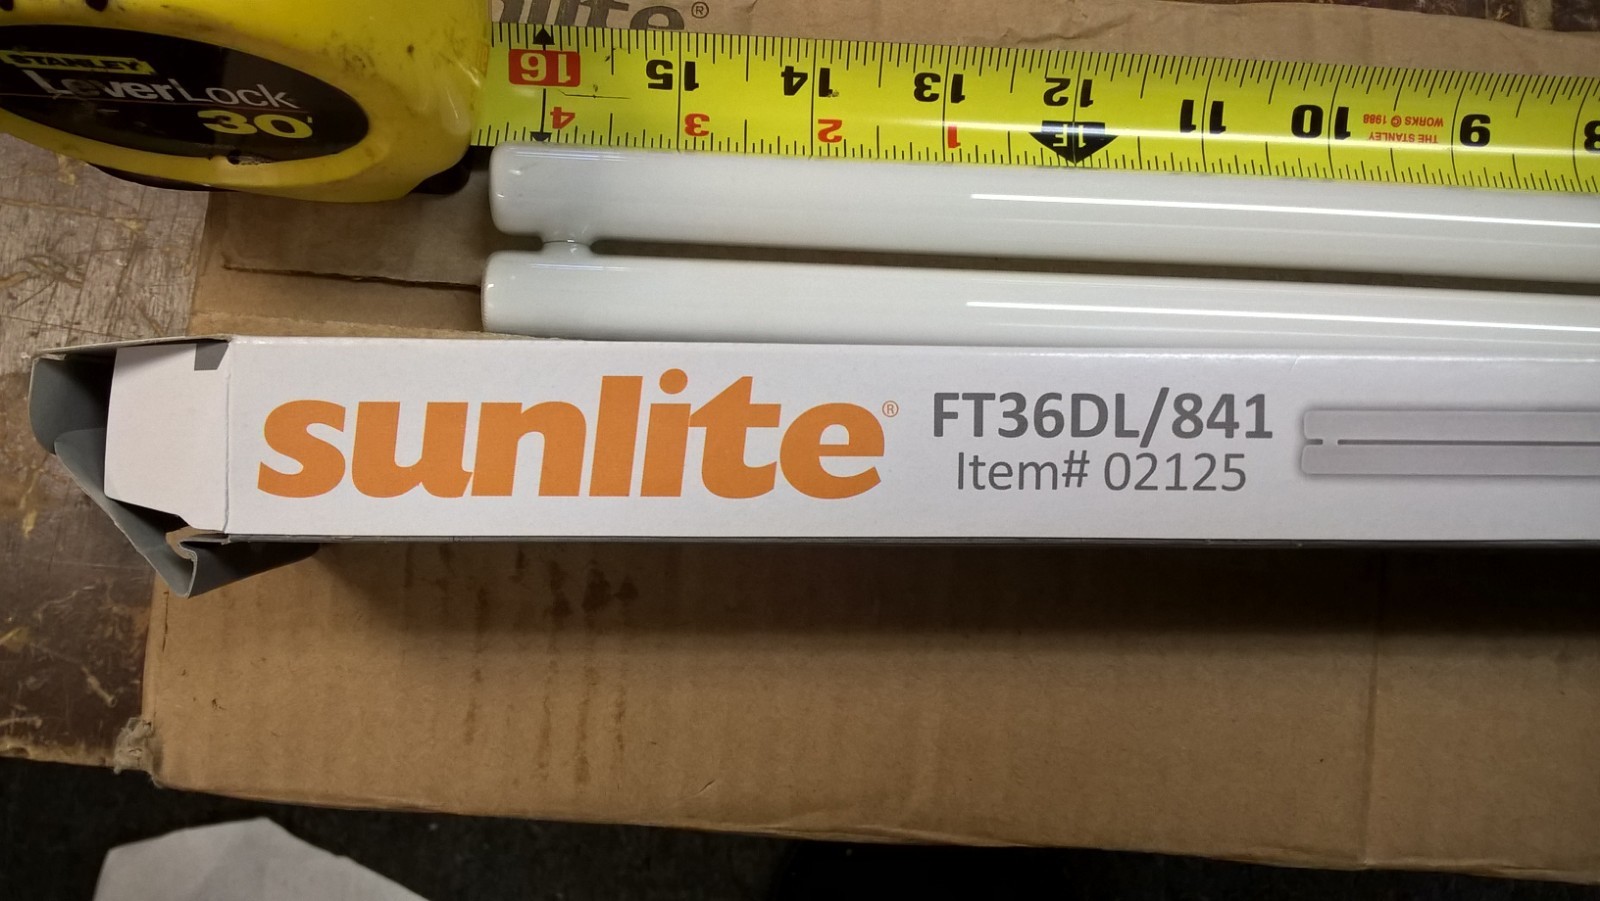 nlite®
STANLEY
LeverLock
30'
16 15 14 13 12 11 10 9 8
4 3 2 1 1F
THE STANLEY
WORKS © 1988
sunlite®
FT36DL/841
Item# 02125